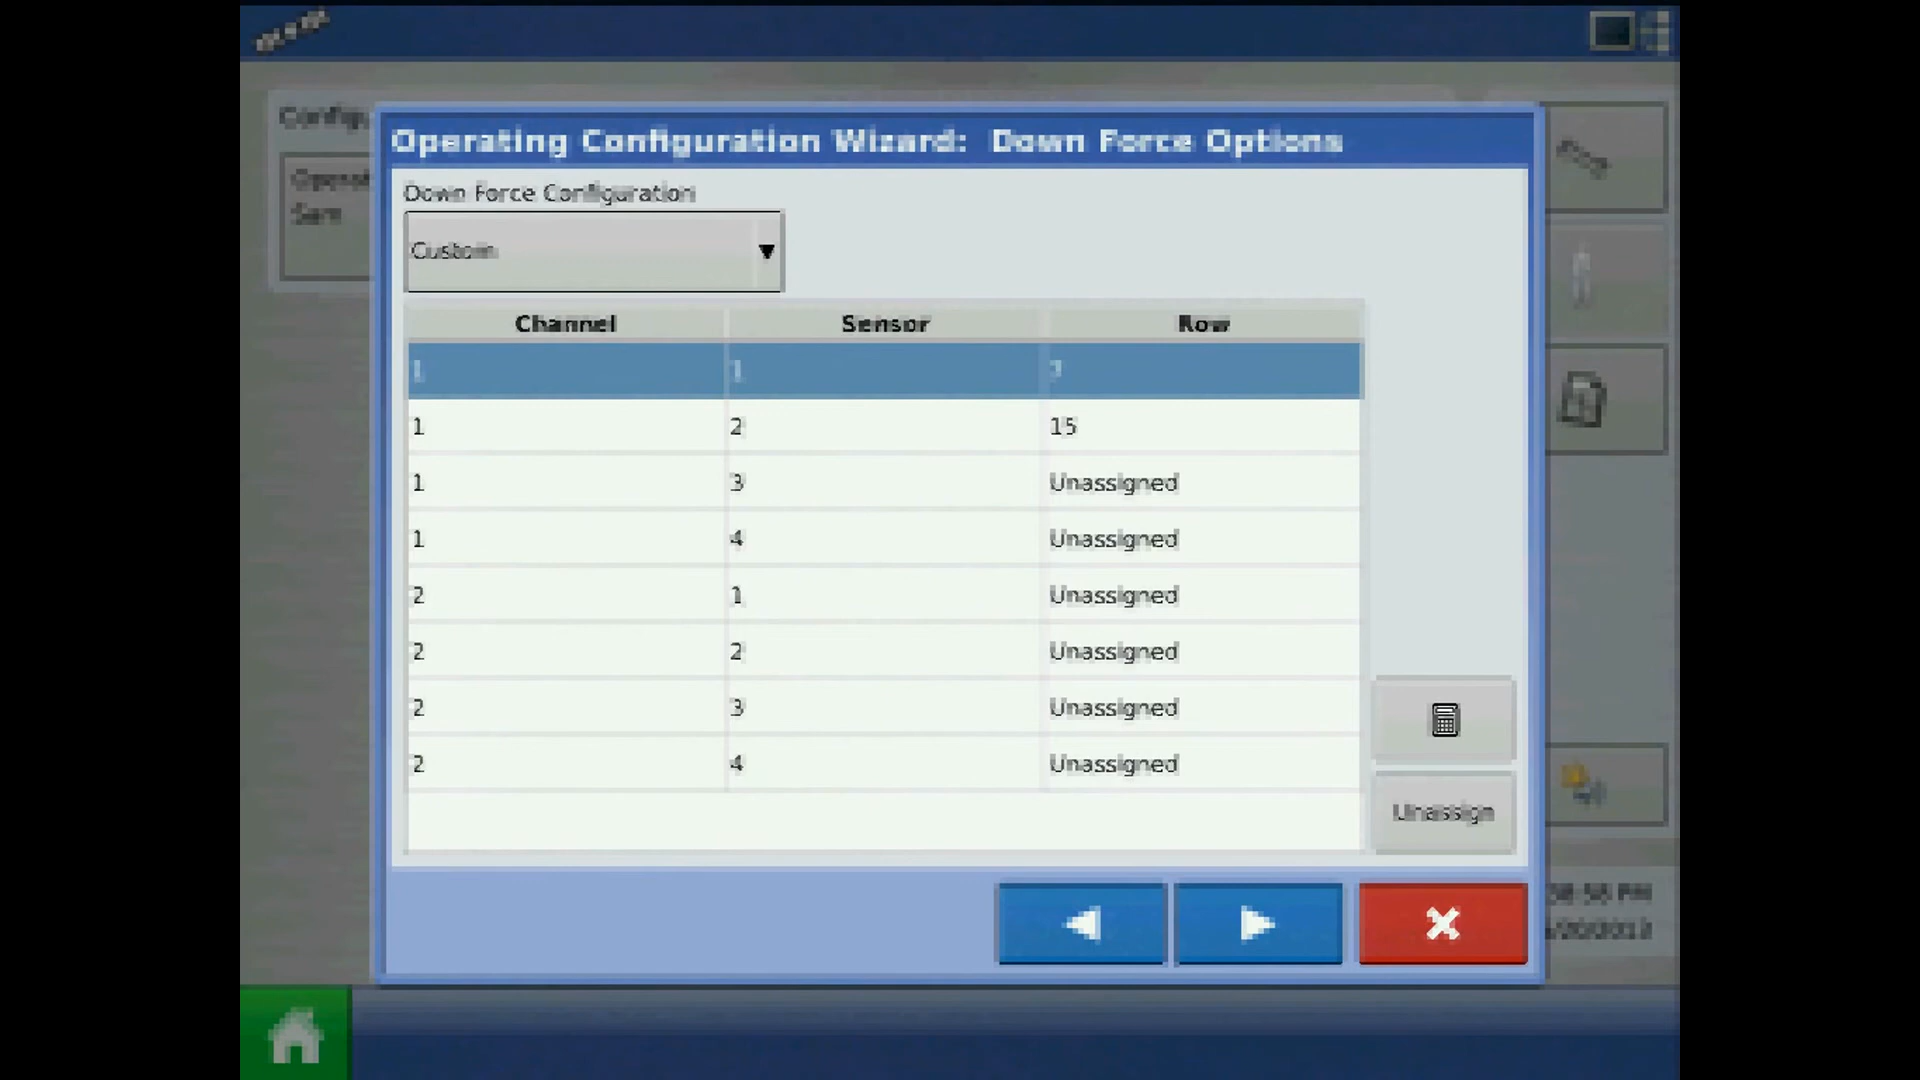 Operating Configuration Wizard: Down Force Options
Down Force Configuration
Custom
Channel Sensor Row
1 1 7
1 2 15
1 3 Unassigned
1 4 Unassigned
2 1 Unassigned
2 2 Unassigned
2 3 Unassigned
2 4 Unassigned
Unassign